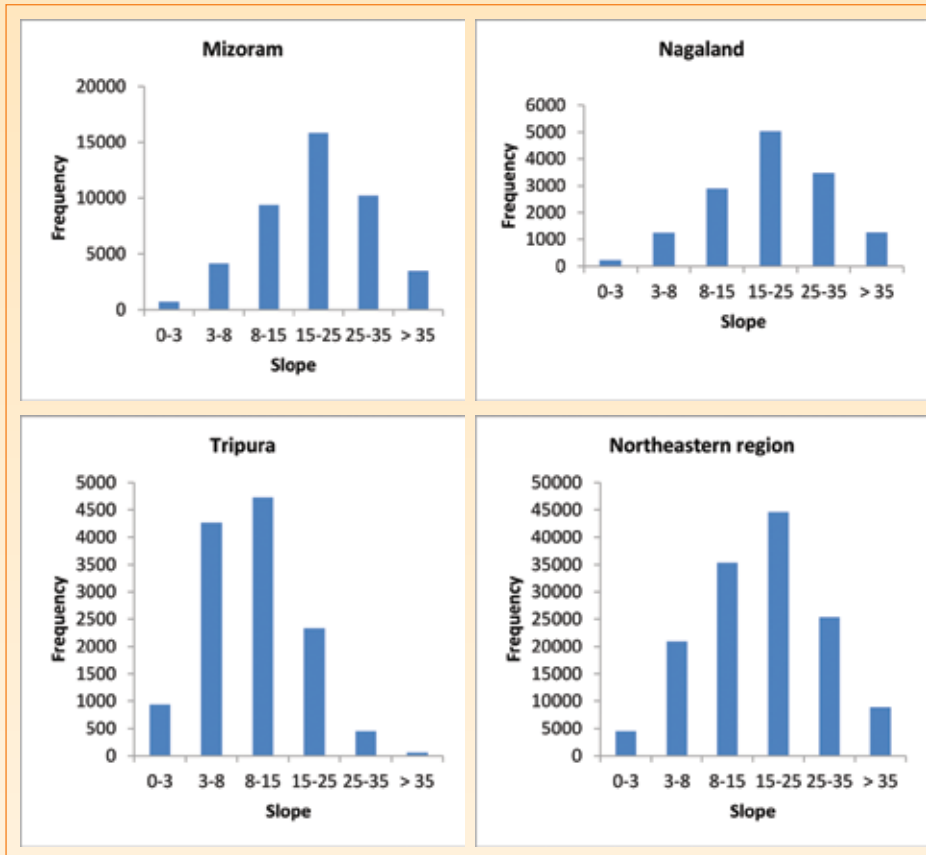 Mizoram
20000
15000
10000
5000
0
Frequency
0-3 3-8 8-15 15-25 25-35 > 35
Slope
Nagaland
6000
5000
4000
3000
2000
1000
0
Frequency
0-3 3-8 8-15 15-25 25-35 > 35
Slope
Tripura
5000
4500
4000
3500
3000
2500
2000
1500
1000
500
0
Frequency
0-3 3-8 8-15 15-25 25-35 > 35
Slope
Northeastern region
50000
45000
40000
35000
30000
25000
20000
15000
10000
5000
0
Frequency
0-3 3-8 8-15 15-25 25-35 > 35
Slope